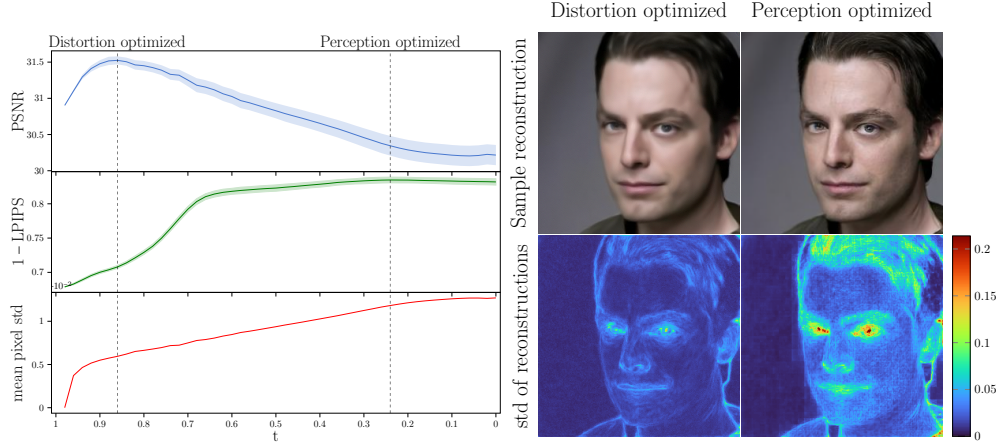 Distortion optimized
Perception optimized
Distortion optimized
Perception optimized
PSNR
31.5
31
30.5
30
1 − LPIPS
0.8
0.75
0.7
mean pixel std
1
0.5
0
1 0.9 0.8 0.7 0.6 0.5 0.4 0.3 0.2 0.1 0
t
Sample reconstruction
std of reconstructions
0.2
0.15
0.1
0.05
0